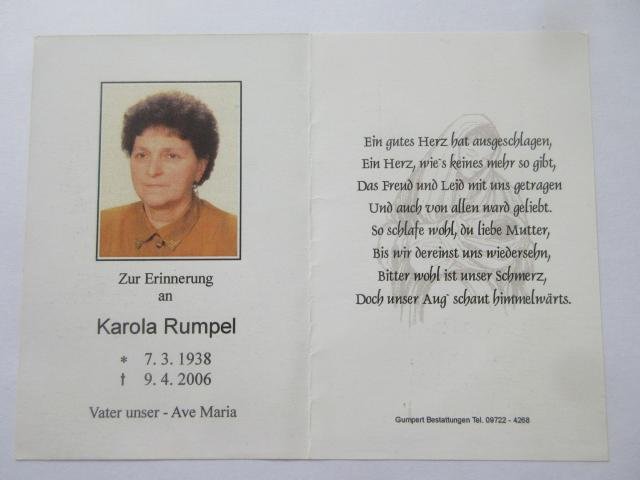 Zur Erinnerung
an
Karola Rumpel
* 7. 3. 1938
† 9. 4. 2006
Vater unser - Ave Maria
Ein gutes Herz hat ausgeschlagen,
Ein Herz, wie`s keines mehr so gibt,
Das Freud und Leid mit uns getragen
Und auch von allen ward geliebt.
So schlafe wohl, du liebe Mutter,
Bis wir dereinst uns wiedersehn,
Bitter wohl ist unser Schmerz,
Doch unser Aug` schaut himmelwärts.
Gumpert Bestattungen Tel. 09722 - 4268